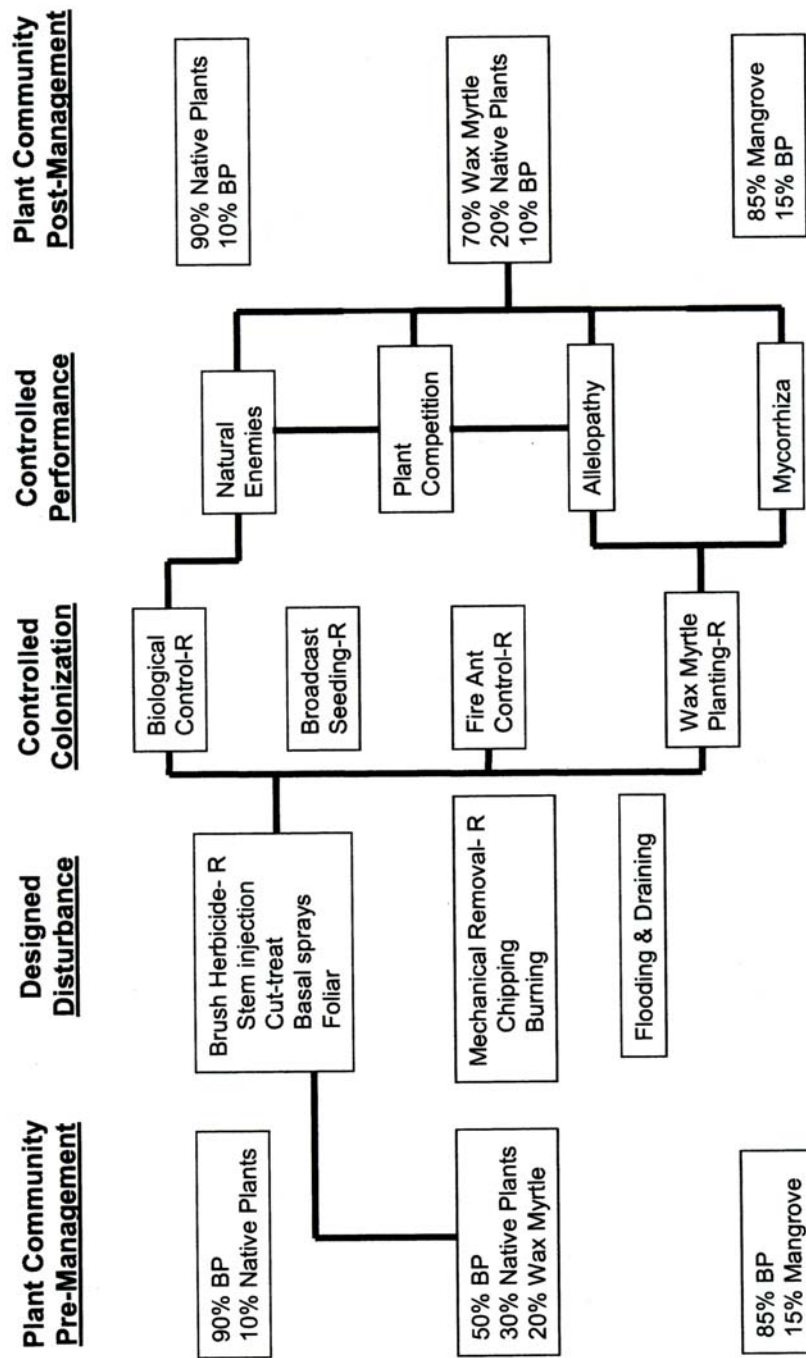 Plant Community
Pre-Management
Designed
Disturbance
Controlled
Colonization
Controlled
Performance
Plant Community
Post-Management
90% BP
10% Native Plants
50% BP
30% Native Plants
20% Wax Myrtle
85% BP
15% Mangrove
Brush Herbicide- R
Stem injection
Cut-treat
Basal sprays
Foliar
Mechanical Removal- R
Chipping
Burning
Flooding & Draining
Biological
Control-R
Broadcast
Seeding-R
Fire Ant
Control-R
Wax Myrtle
Planting-R
Natural
Enemies
Plant
Competition
Allelopathy
Mycorrhiza
90% Native Plants
10% BP
70% Wax Myrtle
20% Native Plants
10% BP
85% Mangrove
15% BP